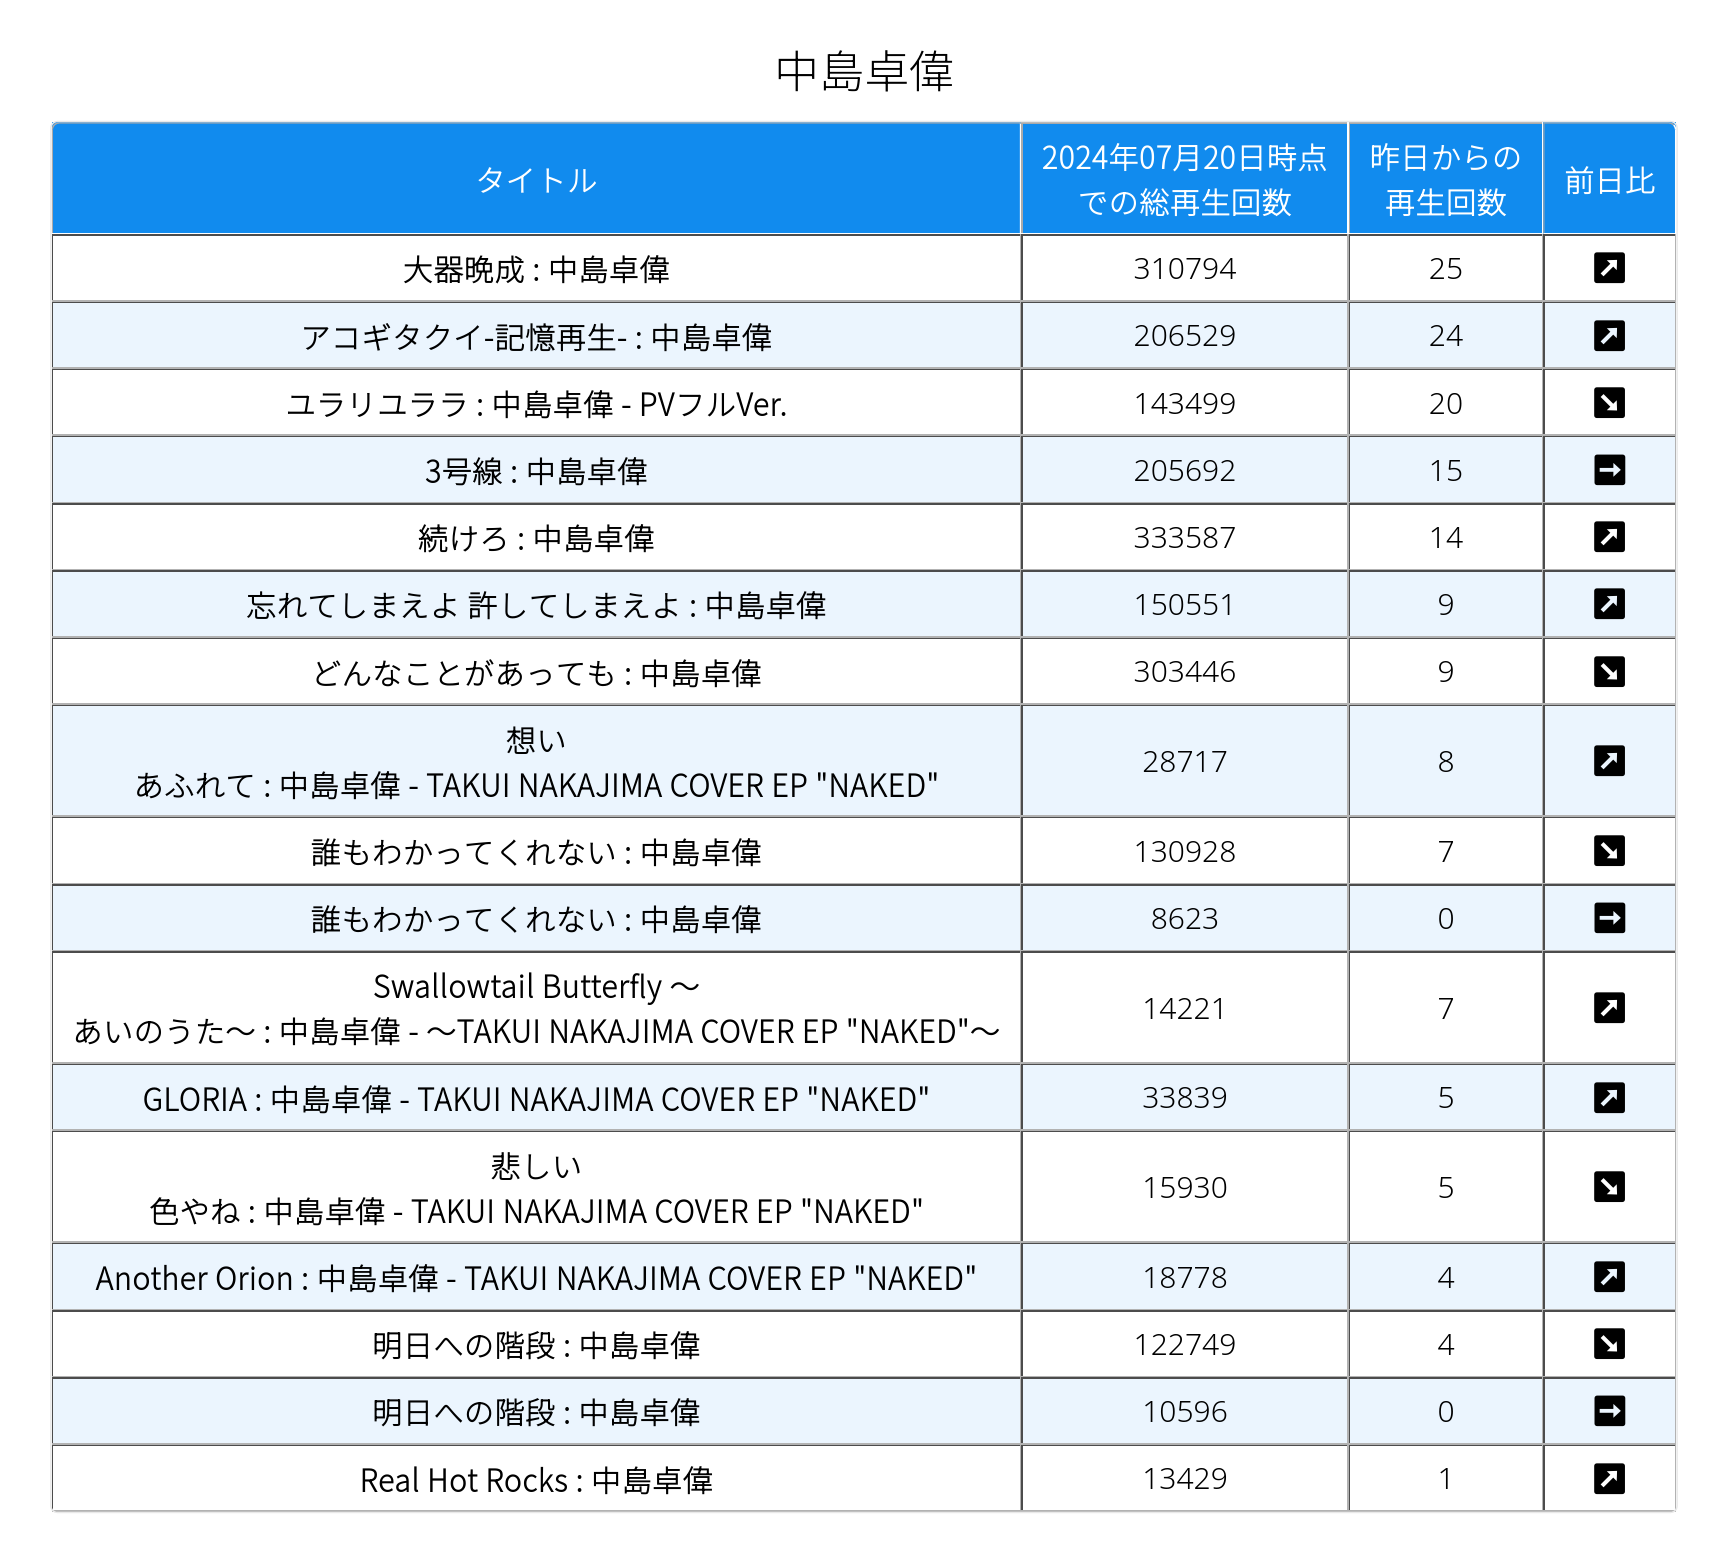 中島卓偉
タイトル
2024年07月20日時点
での総再生回数
昨日からの
再生回数
前日比
大器晩成 : 中島卓偉 310794 25 ↗
アコギタクイ-記憶再生- : 中島卓偉 206529 24 ↗
ユラリユララ : 中島卓偉 - PVフルVer. 143499 20 ↘
3号線 : 中島卓偉 205692 15 →
続けろ : 中島卓偉 333587 14 ↗
忘れてしまえよ 許してしまえよ : 中島卓偉 150551 9 ↗
どんなことがあっても : 中島卓偉 303446 9 ↘
想い
あふれて : 中島卓偉 - TAKUI NAKAJIMA COVER EP "NAKED" 28717 8 ↗
誰もわかってくれない : 中島卓偉 130928 7 ↘
誰もわかってくれない : 中島卓偉 8623 0 →
Swallowtail Butterfly ～
あいのうた～ : 中島卓偉 - ～TAKUI NAKAJIMA COVER EP "NAKED"～ 14221 7 ↗
GLORIA : 中島卓偉 - TAKUI NAKAJIMA COVER EP "NAKED" 33839 5 ↗
悲しい
色やね : 中島卓偉 - TAKUI NAKAJIMA COVER EP "NAKED" 15930 5 ↘
Another Orion : 中島卓偉 - TAKUI NAKAJIMA COVER EP "NAKED" 18778 4 ↗
明日への階段 : 中島卓偉 122749 4 ↘
明日への階段 : 中島卓偉 10596 0 →
Real Hot Rocks : 中島卓偉 13429 1 ↗